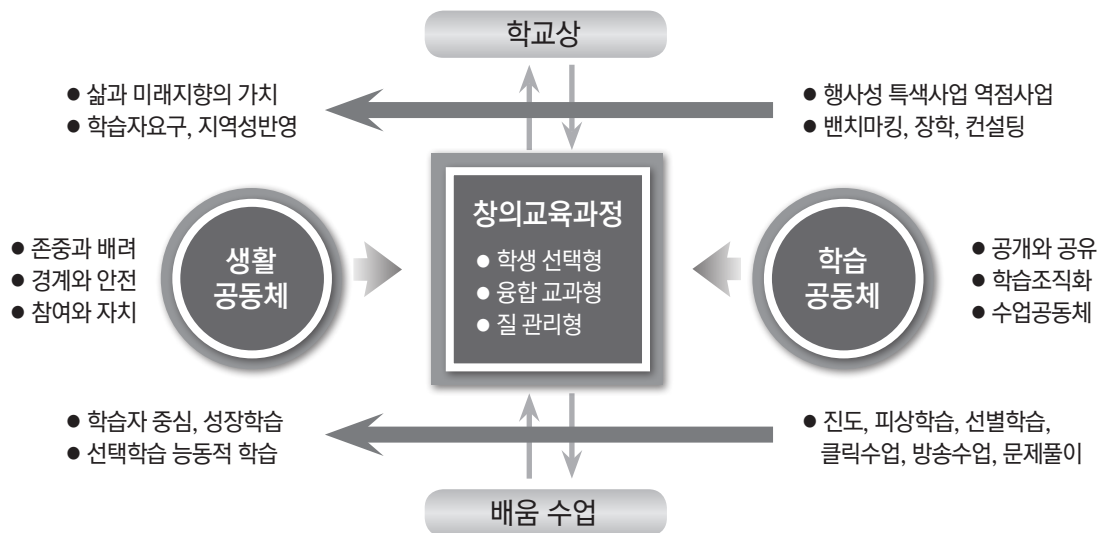 학교상
● 삶과 미래지향의 가치
● 학습자요구, 지역성반영
● 행사성 특색사업 역점사업
● 밴치마킹, 장학, 컨설팅
● 존중과 배려
● 경계와 안전
● 참여와 자치
생활
공동체
창의교육과정
● 학생 선택형
● 융합 교과형
● 질 관리형
학습
공동체
● 공개와 공유
● 학습조직화
● 수업공동체
● 학습자 중심, 성장학습
● 선택학습 능동적 학습
● 진도, 피상학습, 선별학습,
클릭수업, 방송수업, 문제풀이
배움 수업